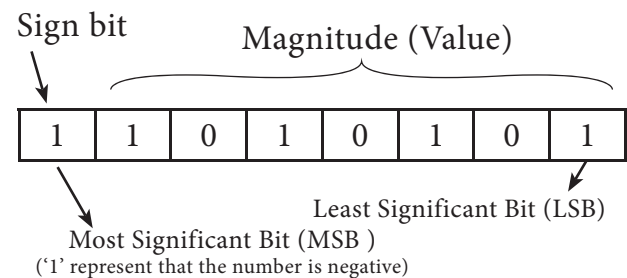 Sign bit
Magnitude (Value)
1 1 0 1 0 1 0 1
Least Significant Bit (LSB)
Most Significant Bit (MSB )
(‘1’ represent that the number is negative)